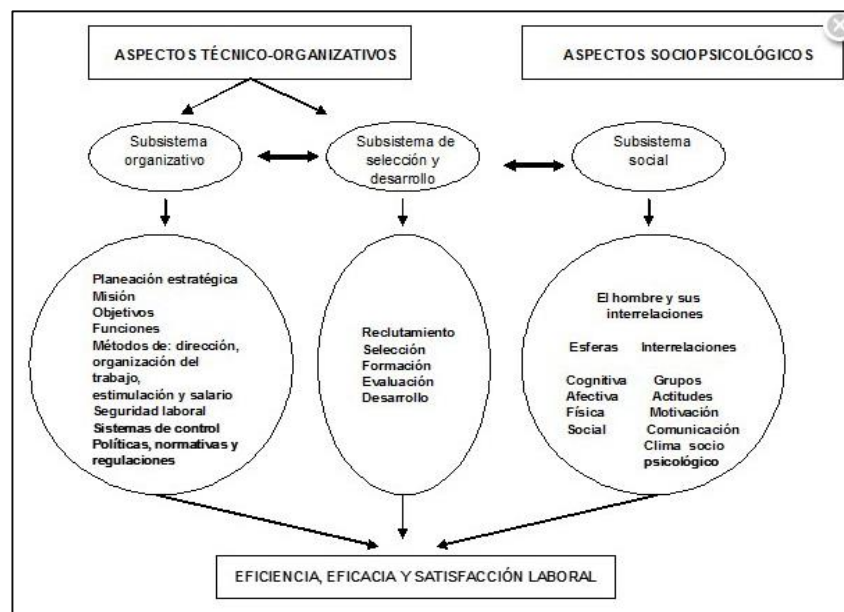 ASPECTOS TÉCNICO-ORGANIZATIVOS
ASPECTOS SOCIOPSICOLÓGICOS
Subsistema
organizativo
Subsistema de
selección y
desarrollo
Subsistema
social
Planeación estratégica
Misión
Objetivos
Funciones
Métodos de: dirección,
organización del
trabajo,
estimulación y salario
Seguridad laboral
Sistemas de control
Políticas, normativas y
regulaciones
Reclutamiento
Selección
Formación
Evaluación
Desarrollo
El hombre y sus
interrelaciones
Esferas Interrelaciones
Cognitiva Grupos
Afectiva Actitudes
Física Motivación
Social Comunicación
Clima socio
psicológico
EFICIENCIA, EFICACIA Y SATISFACCIÓN LABORAL